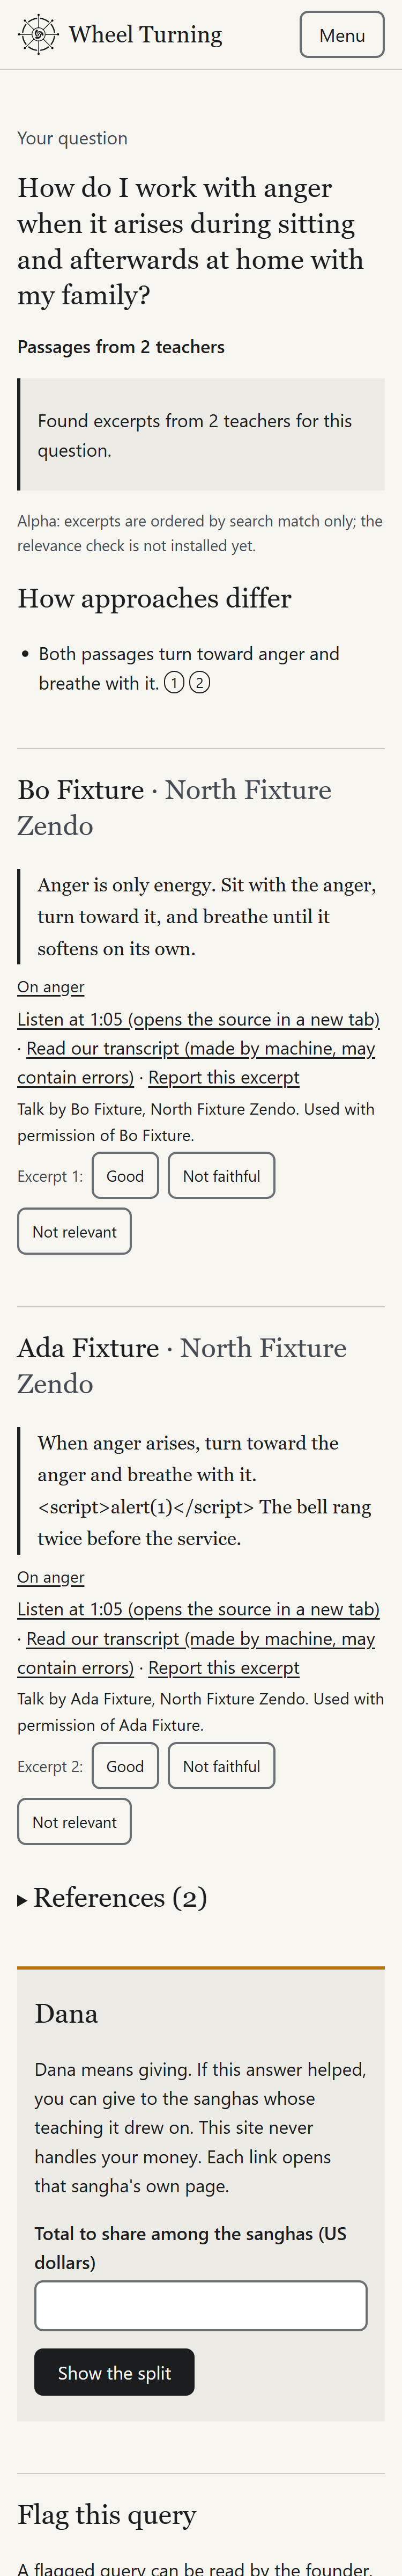 Wheel Turning
Menu
Your question
How do I work with anger
when it arises during sitting
and afterwards at home with
my family?
Passages from 2 teachers
Found excerpts from 2 teachers for this
question.
Alpha: excerpts are ordered by search match only; the
relevance check is not installed yet.
How approaches differ
• Both passages turn toward anger and
breathe with it. 1 2
Bo Fixture · North Fixture
Zendo
Anger is only energy. Sit with the anger,
turn toward it, and breathe until it
softens on its own.
On anger
Listen at 1:05 (opens the source in a new tab)
· Read our transcript (made by machine, may
contain errors) · Report this excerpt
Talk by Bo Fixture, North Fixture Zendo. Used with
permission of Bo Fixture.
Excerpt 1: Good Not faithful
Not relevant
Ada Fixture · North Fixture
Zendo
When anger arises, turn toward the
anger and breathe with it.
<script>alert(1)</script> The bell rang
twice before the service.
On anger
Listen at 1:05 (opens the source in a new tab)
· Read our transcript (made by machine, may
contain errors) · Report this excerpt
Talk by Ada Fixture, North Fixture Zendo. Used with
permission of Ada Fixture.
Excerpt 2: Good Not faithful
Not relevant
References (2)
Dana
Dana means giving. If this answer helped,
you can give to the sanghas whose
teaching it drew on. This site never
handles your money. Each link opens
that sangha's own page.
Total to share among the sanghas (US
dollars)
Show the split
Flag this query
A flagged query can be read by the founder,